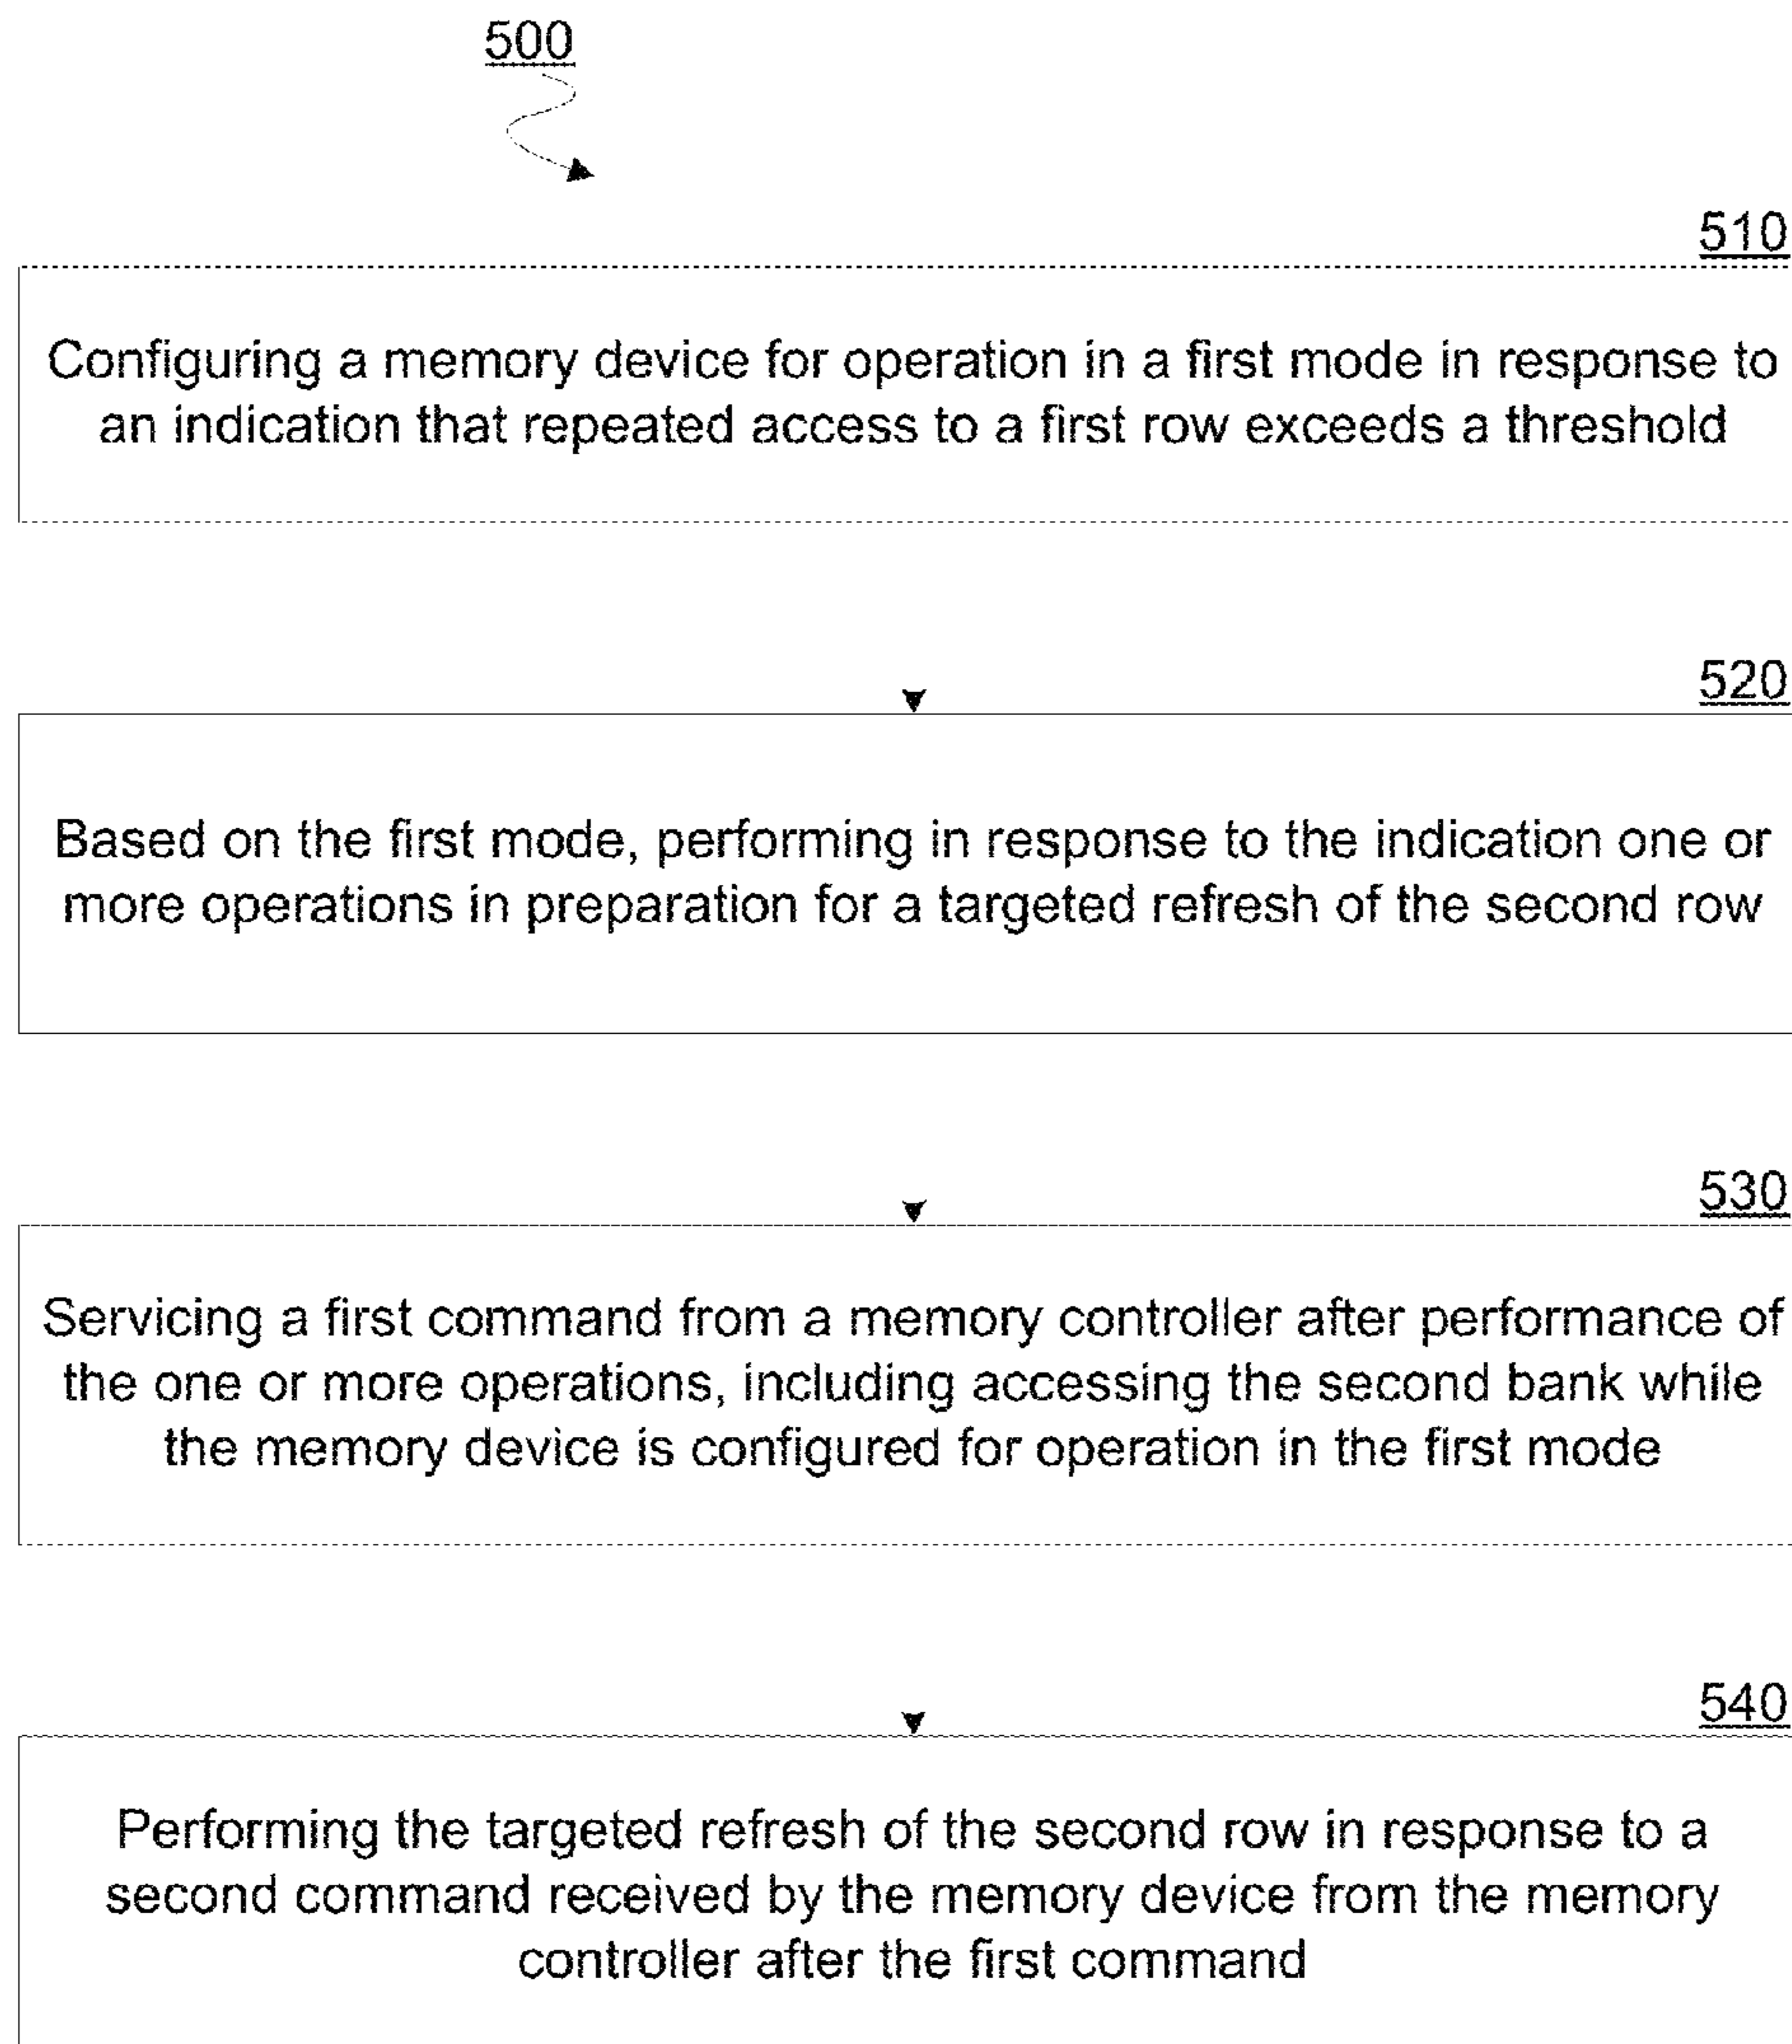 500
510
Configuring a memory device for operation in a first mode in response to
an indication that repeated access to a first row exceeds a threshold
520
Based on the first mode, performing in response to the indication one or
more operations in preparation for a targeted refresh of the second row
530
Servicing a first command from a memory controller after performance of
the one or more operations, including accessing the second bank while
the memory device is configured for operation in the first mode
540
Performing the targeted refresh of the second row in response to a
second command received by the memory device from the memory
controller after the first command